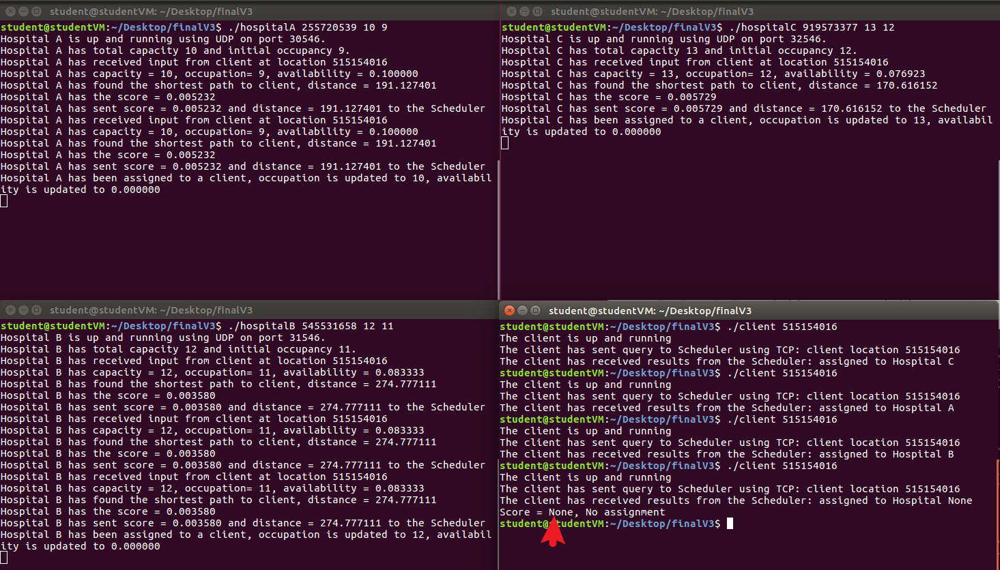 student@studentVM: ~/Desktop/finalV3
student@studentVM:~/Desktop/finalV3$ ./hospitalA 255720539 10 9
Hospital A is up and running using UDP on port 30546.
Hospital A has total capacity 10 and initial occupancy 9.
Hospital A has received input from client at location 515154016
Hospital A has capacity = 10, occupation= 9, availability = 0.100000
Hospital A has found the shortest path to client, distance = 191.127401
Hospital A has the score = 0.005232
Hospital A has sent score = 0.005232 and distance = 191.127401 to the Scheduler
Hospital A has received input from client at location 515154016
Hospital A has capacity = 10, occupation= 9, availability = 0.100000
Hospital A has found the shortest path to client, distance = 191.127401
Hospital A has the score = 0.005232
Hospital A has sent score = 0.005232 and distance = 191.127401 to the Scheduler
Hospital A has been assigned to a client, occupation is updated to 10, availabil
ity is updated to 0.000000
student@studentVM: ~/Desktop/finalV3
student@studentVM:~/Desktop/finalV3$ ./hospitalC 919573377 13 12
Hospital C is up and running using UDP on port 32546.
Hospital C has total capacity 13 and initial occupancy 12.
Hospital C has received input from client at location 515154016
Hospital C has capacity = 13, occupation= 12, availability = 0.076923
Hospital C has found the shortest path to client, distance = 170.616152
Hospital C has the score = 0.005729
Hospital C has sent score = 0.005729 and distance = 170.616152 to the Scheduler
Hospital C has been assigned to a client, occupation is updated to 13, availabil
ity is updated to 0.000000
student@studentVM: ~/Desktop/finalV3
student@studentVM:~/Desktop/finalV3$ ./hospitalB 545531658 12 11
Hospital B is up and running using UDP on port 31546.
Hospital B has total capacity 12 and initial occupancy 11.
Hospital B has received input from client at location 515154016
Hospital B has capacity = 12, occupation= 11, availability = 0.083333
Hospital B has found the shortest path to client, distance = 274.777111
Hospital B has the score = 0.003580
Hospital B has sent score = 0.003580 and distance = 274.777111 to the Scheduler
Hospital B has received input from client at location 515154016
Hospital B has capacity = 12, occupation= 11, availability = 0.083333
Hospital B has found the shortest path to client, distance = 274.777111
Hospital B has the score = 0.003580
Hospital B has sent score = 0.003580 and distance = 274.777111 to the Scheduler
Hospital B has received input from client at location 515154016
Hospital B has capacity = 12, occupation= 11, availability = 0.083333
Hospital B has found the shortest path to client, distance = 274.777111
Hospital B has the score = 0.003580
Hospital B has sent score = 0.003580 and distance = 274.777111 to the Scheduler
Hospital B has been assigned to a client, occupation is updated to 12, availabil
ity is updated to 0.000000
student@studentVM: ~/Desktop/finalV3
student@studentVM:~/Desktop/finalV3$ ./client 515154016
The client is up and running
The client has sent query to Scheduler using TCP: client location 515154016
The client has received results from the Scheduler: assigned to Hospital C
student@studentVM:~/Desktop/finalV3$ ./client 515154016
The client is up and running
The client has sent query to Scheduler using TCP: client location 515154016
The client has received results from the Scheduler: assigned to Hospital A
student@studentVM:~/Desktop/finalV3$ ./client 515154016
The client is up and running
The client has sent query to Scheduler using TCP: client location 515154016
The client has received results from the Scheduler: assigned to Hospital B
student@studentVM:~/Desktop/finalV3$ ./client 515154016
The client is up and running
The client has sent query to Scheduler using TCP: client location 515154016
The client has received results from the Scheduler: assigned to Hospital None
Score = None, No assignment
student@studentVM:~/Desktop/finalV3$